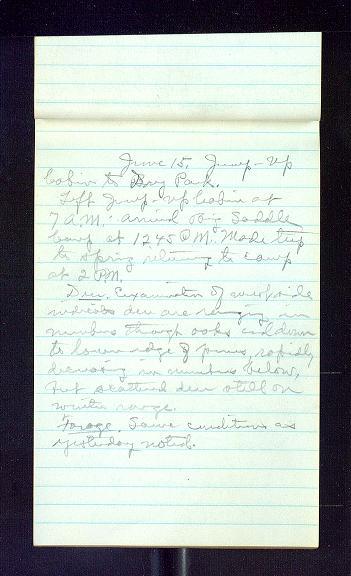 June 15, Jump-Up
Cabin to Dry Park.
Left Jump-Up Cabin at
7 A.M. arrived Big Saddle
Camp at 12 45 P.M. Made trip
to spring returning to camp
at 2 P.M.
Deer. Examination of west side
indicates deer are ranging in
numbers through oaks and down
to lower edge of pines, rapidly
decreasing in numbers below,
but scattered deer still on
winter range.
Forage. Same conditions as
yesterday noted.